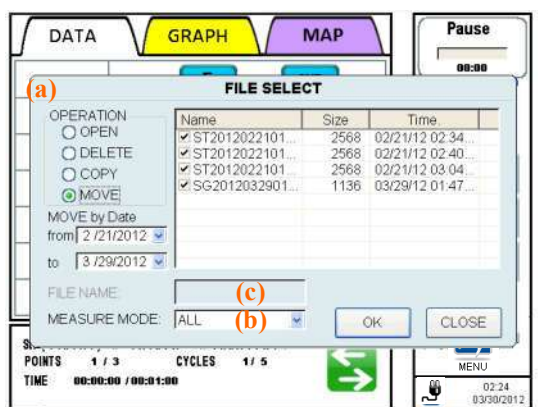 DATA GRAPH MAP Pause
00:00
(a) FILE SELECT
OPERATION
OPEN
DELETE
COPY
MOVE
MOVE by Date
from 2 /21/2012
to 3 /29/2012
Name Size Time.
ST2012022101... 2568 02/21/12 02:34...
ST2012022101... 2568 02/21/12 02:40...
ST2012022101... 2568 02/21/12 03:04...
SG2012032901... 1136 03/29/12 01:47...
FILE NAME: (c)
MEASURE MODE: ALL (b)
OK CLOSE
POINTS 1 / 3 CYCLES 1/ 5
TIME 00:00:00 /00:01:00
MENU
02:24
03/30/2012